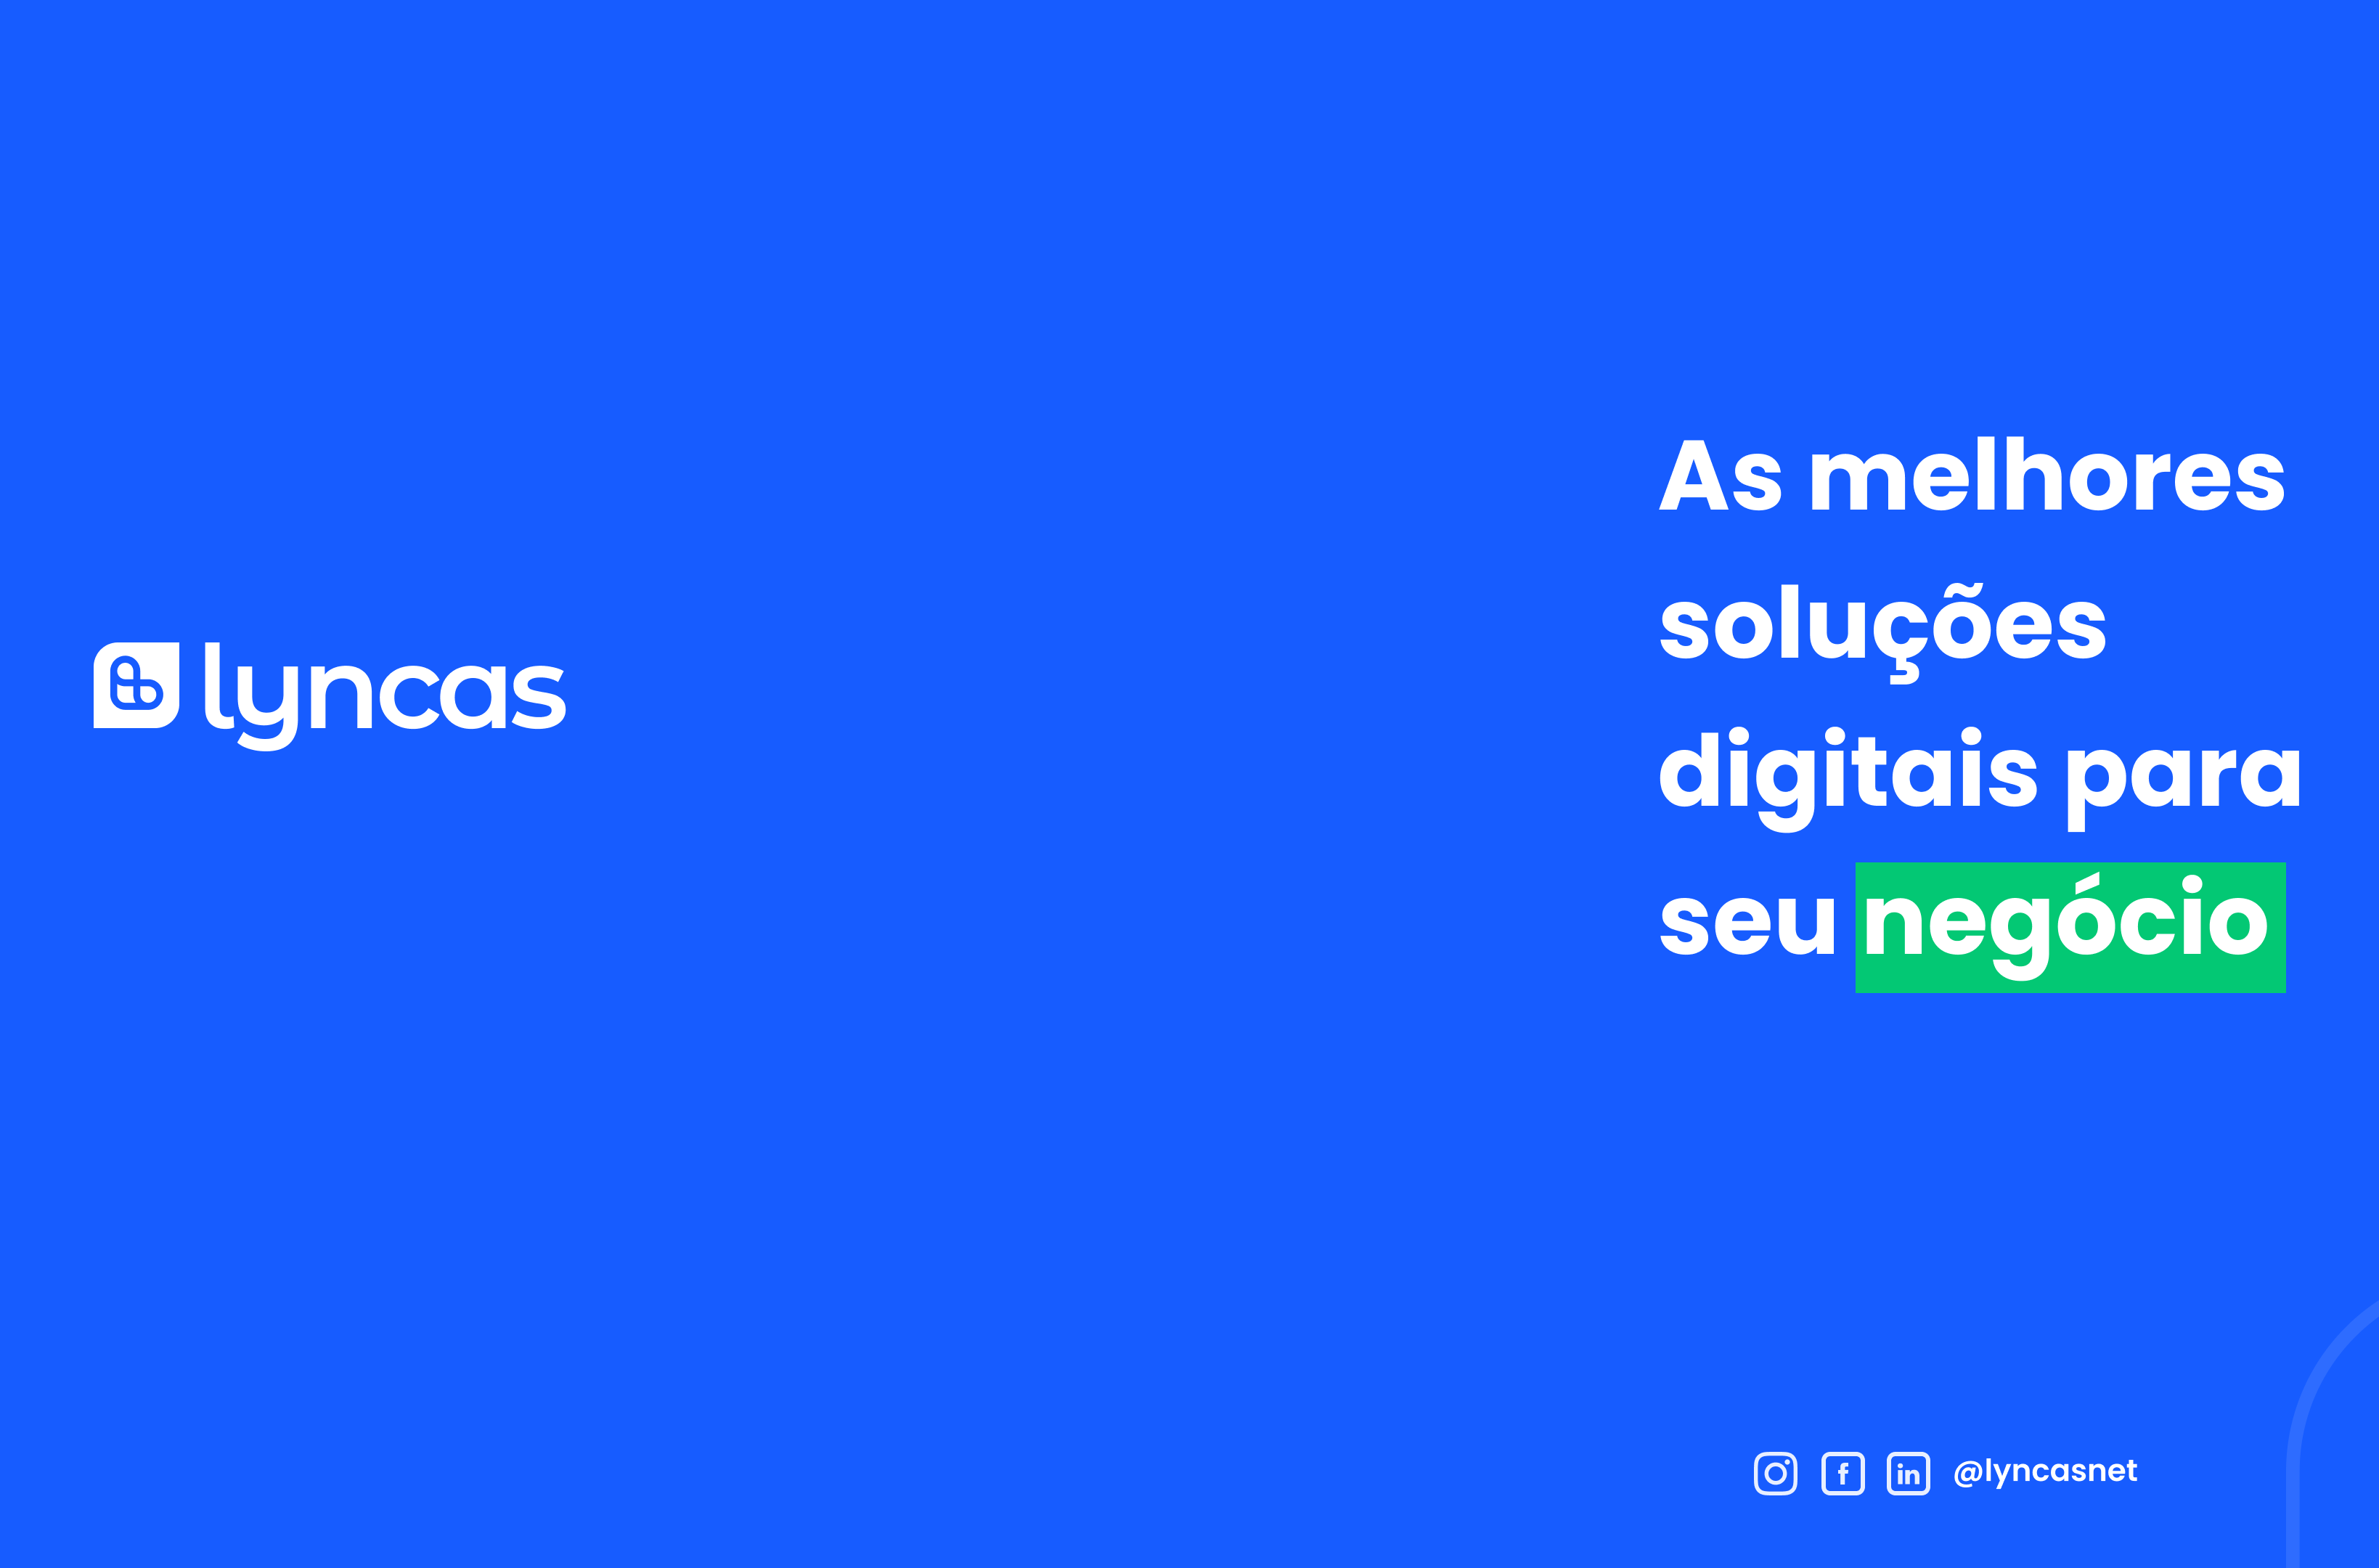 lyncas
As melhores
soluções
digitais para
seu negócio
@lyncasnet